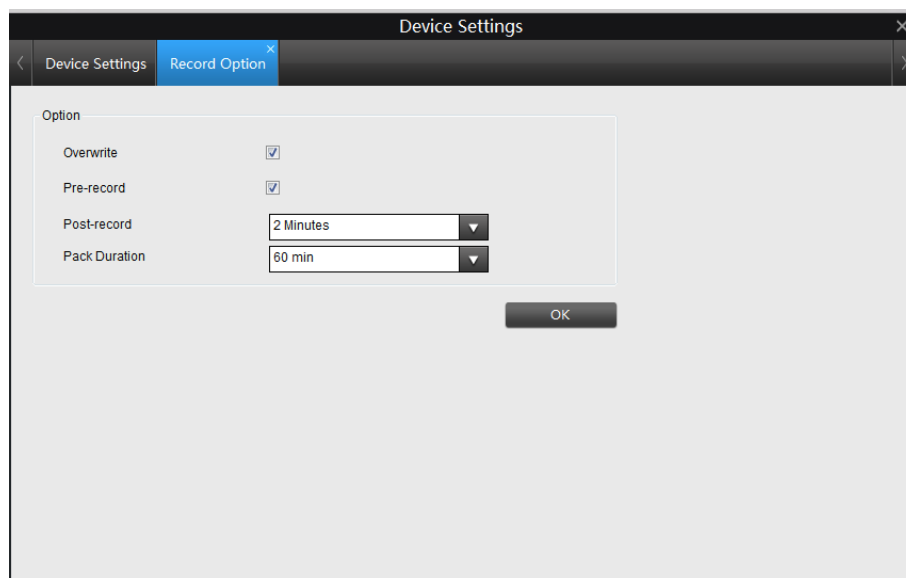 Device Settings
Device Settings Record Option
Option
Overwrite
Pre-record
Post-record 2 Minutes
Pack Duration 60 min
OK